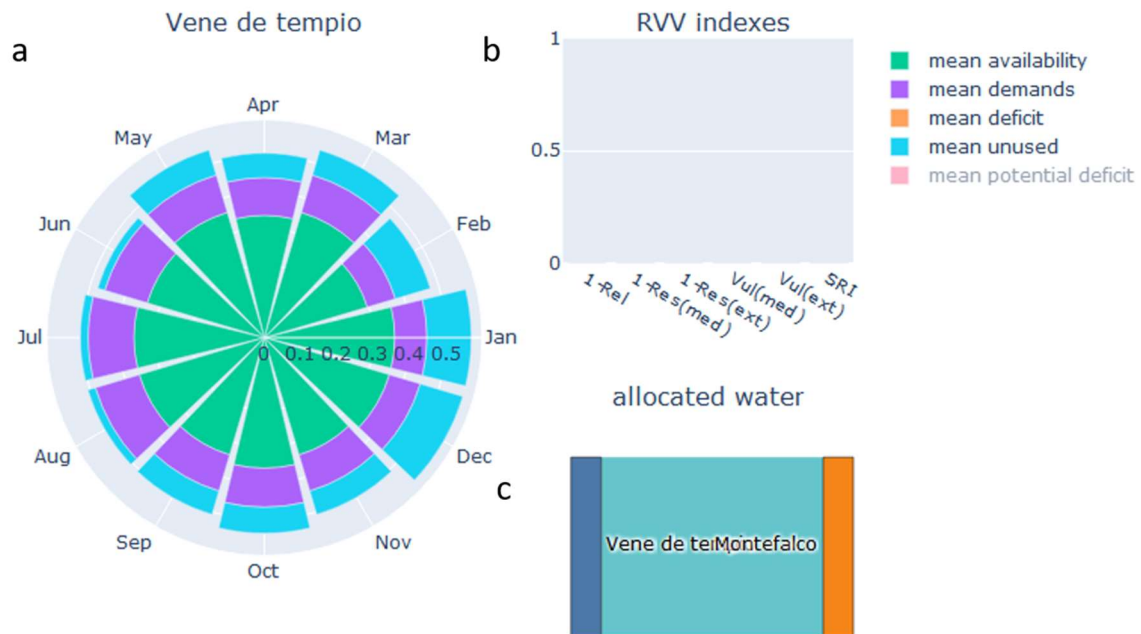 Vene de tempio
a
Apr
May
Mar
Jun
Feb
Jul
0 0.1 0.2 0.3 0.4 0.5
Jan
Aug
Dec
Sep
Nov
Oct
b
RVV indexes
1
0.5
0
1-Rel
1-Res(med)
1-Res(ext)
Vul(med)
Vul(ext)
SRI
mean availability
mean demands
mean deficit
mean unused
mean potential deficit
allocated water
c
Vene de tempio
Montefalco